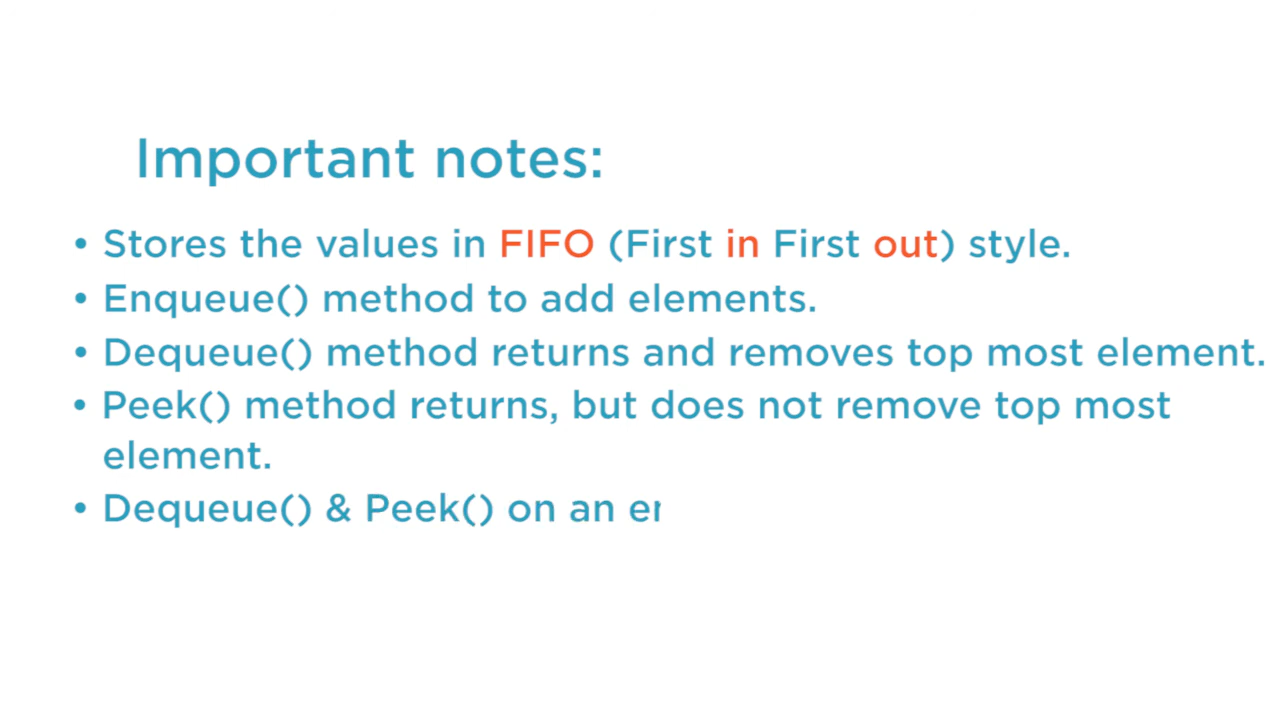 Important notes:
• Stores the values in FIFO (First in First out) style.
• Enqueue() method to add elements.
• Dequeue() method returns and removes top most element.
• Peek() method returns, but does not remove top most
element.
• Dequeue() & Peek() on an